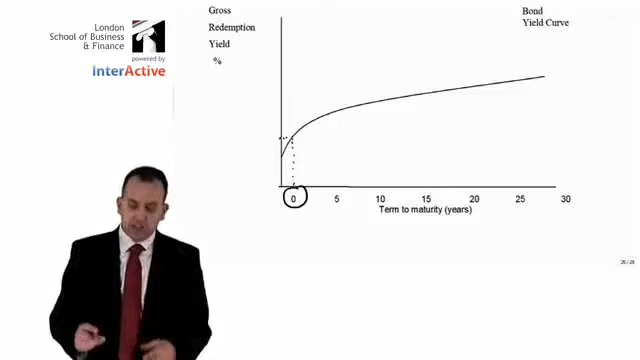 London
School of Business
& Finance
powered by
InterActive
Gross
Redemption
Yield
%
Bond
Yield Curve
0 5 10 15 20 25 30
Term to maturity (years)
25 / 29